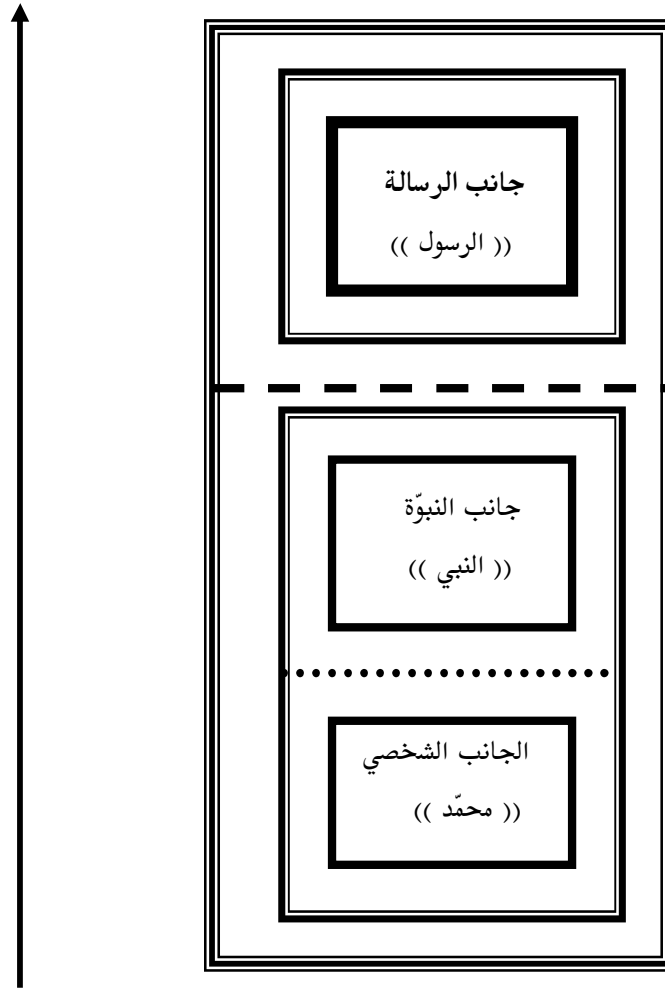 جانب الرسالة
(( الرسول ))
جانب النبوّة
(( النبي ))
الجانب الشخصي
(( محمّد ))